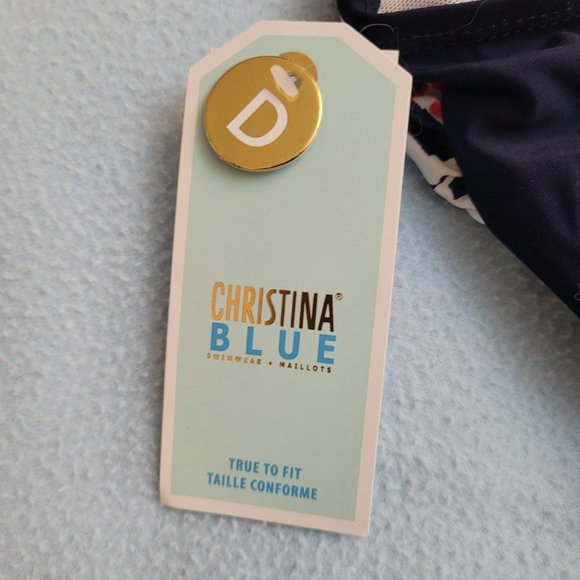 D
CHRISTINA®
BLUE
SWIMWEAR + MAILLOTS
TRUE TO FIT
TAILLE CONFORME